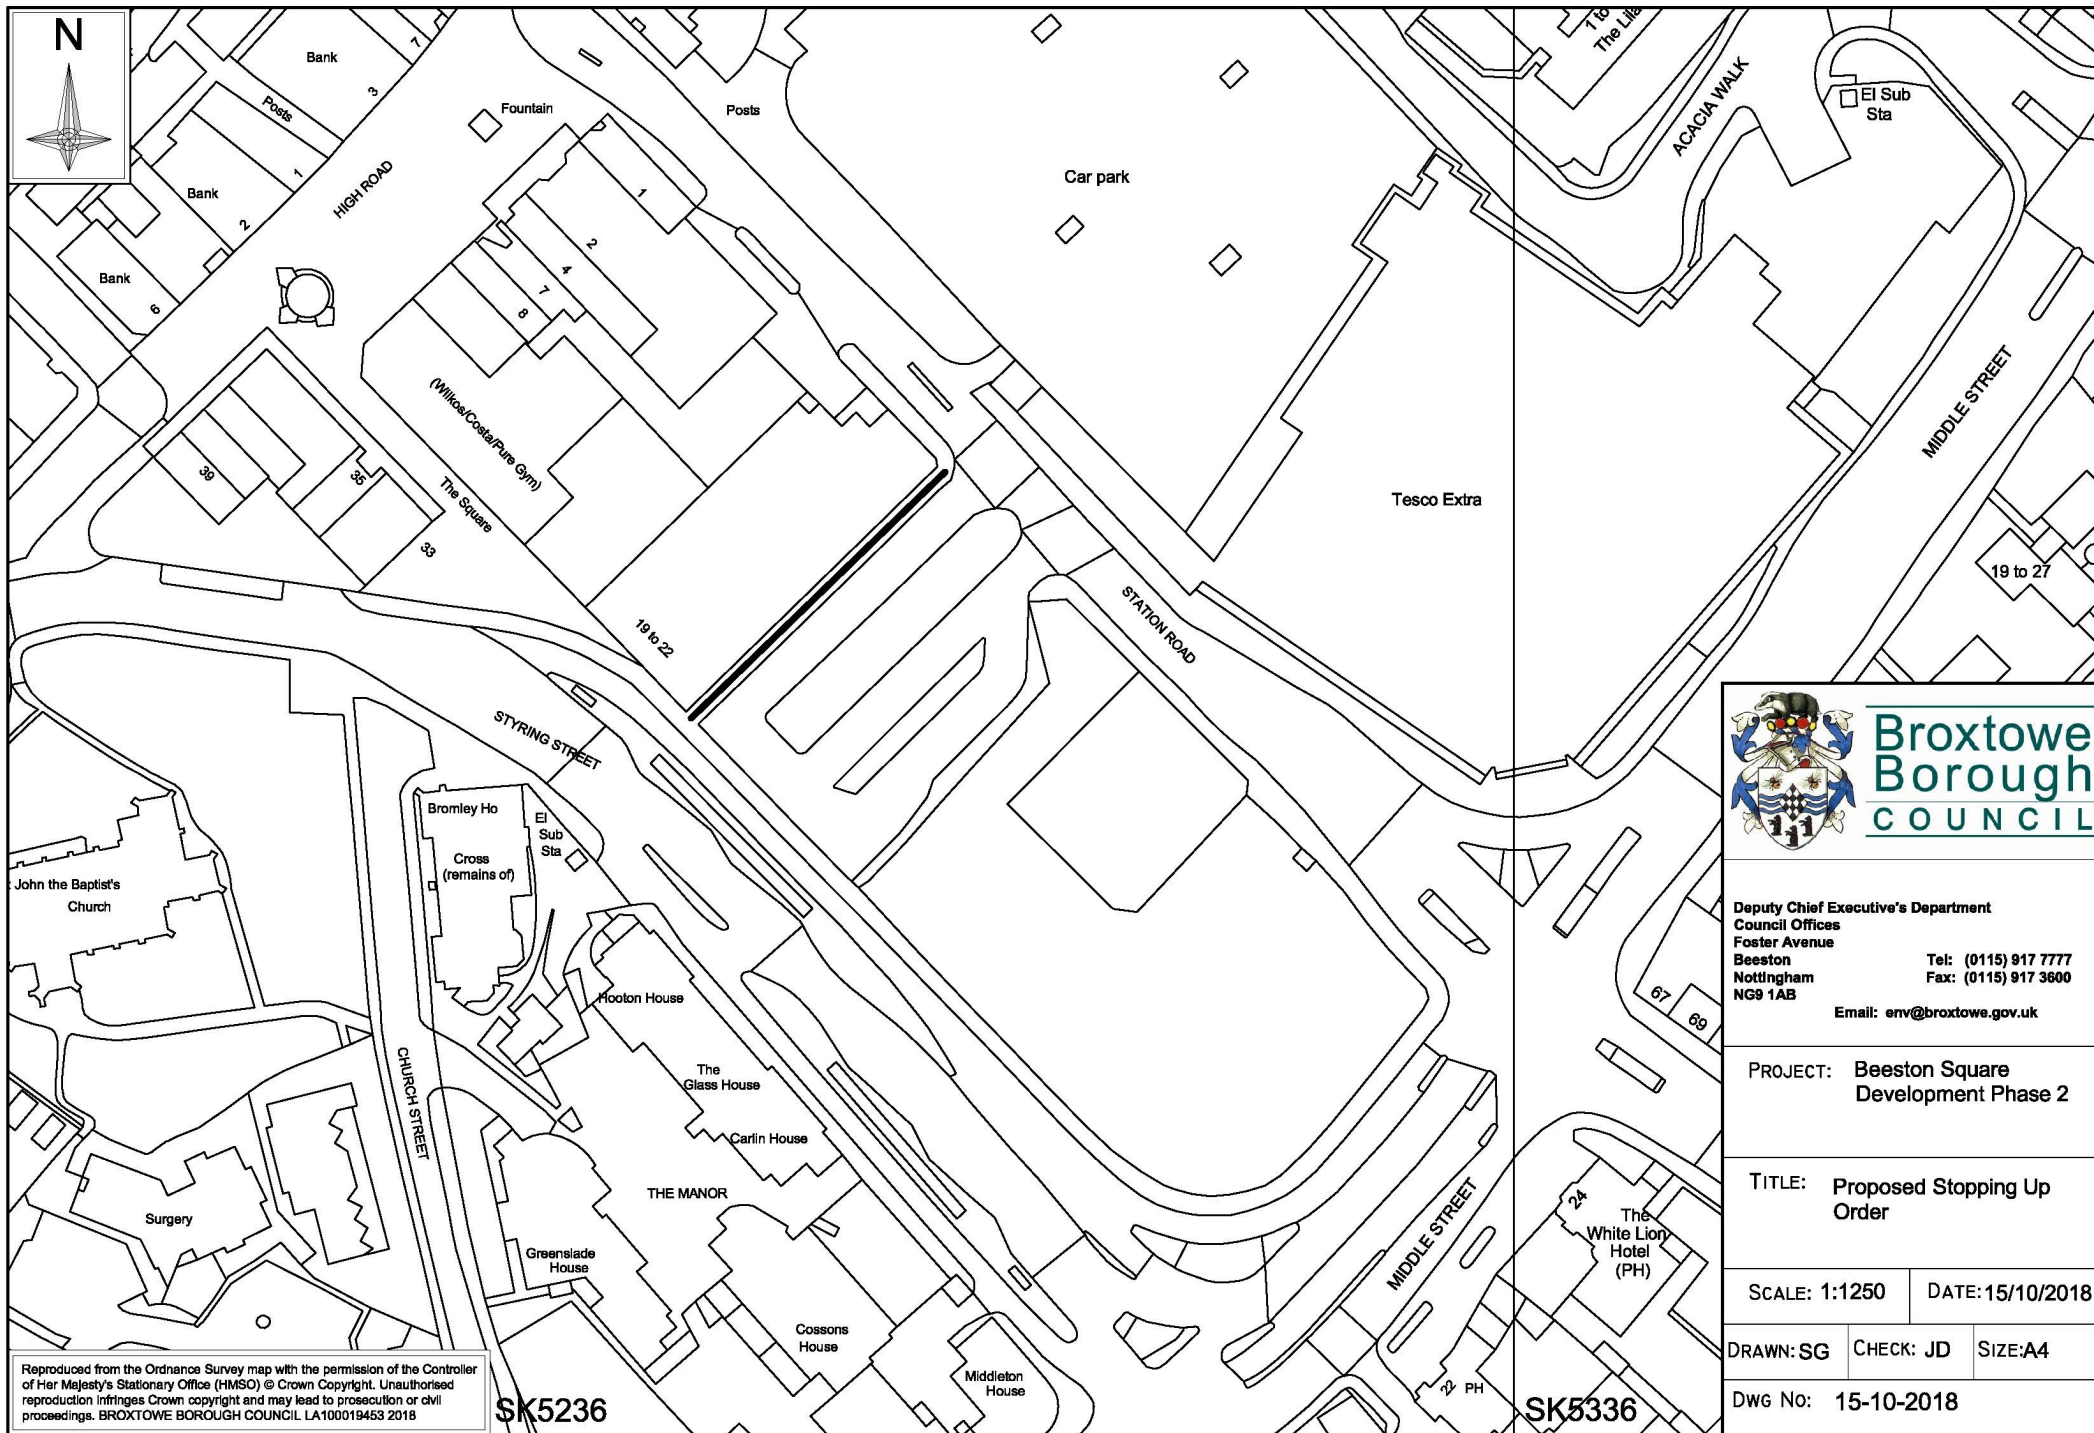 N
Bank
7
3
Posts
1
Bank
2
Bank
6
HIGH ROAD
Fountain
Posts
1
2
4
7
8
Car park
1 to
ACACIA WALK
El Sub
Sta
MIDDLE STREET
19 to 27
(Wilkos/Costa/Pure Gym)
The Square
39
35
33
19 to 22
Tesco Extra
STATION ROAD
STYRING STREET
Bromley Ho
El
Sub
Sta
Cross
(remains of)
John the Baptist's
Church
Hooton House
The
Glass House
Carlin House
THE MANOR
CHURCH STREET
Surgery
Greenslade
House
Cossons
House
Middleton
House
MIDDLE STREET
67
69
24
The
White Lion
Hotel
(PH)
22 PH
SK5236
SK5336
Reproduced from the Ordnance Survey map with the permission of the Controller
of Her Majesty's Stationary Office (HMSO) © Crown Copyright. Unauthorised
reproduction infringes Crown copyright and may lead to prosecution or civil
proceedings. BROXTOWE BOROUGH COUNCIL LA100019453 2018
Broxtowe
Borough
COUNCIL
Deputy Chief Executive's Department
Council Offices
Foster Avenue
Beeston Tel: (0115) 917 7777
Nottingham Fax: (0115) 917 3600
NG9 1AB
Email: env@broxtowe.gov.uk
PROJECT: Beeston Square
Development Phase 2
TITLE: Proposed Stopping Up
Order
SCALE: 1:1250 DATE: 15/10/2018
DRAWN: SG CHECK: JD SIZE: A4
DWG No: 15-10-2018